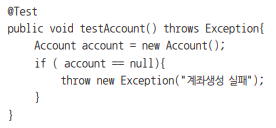 @Test
public void testAccount() throws Exception{
    Account account = new Account();
    if ( account == null){
        throw new Exception("계좌생성 실패");
    }
}